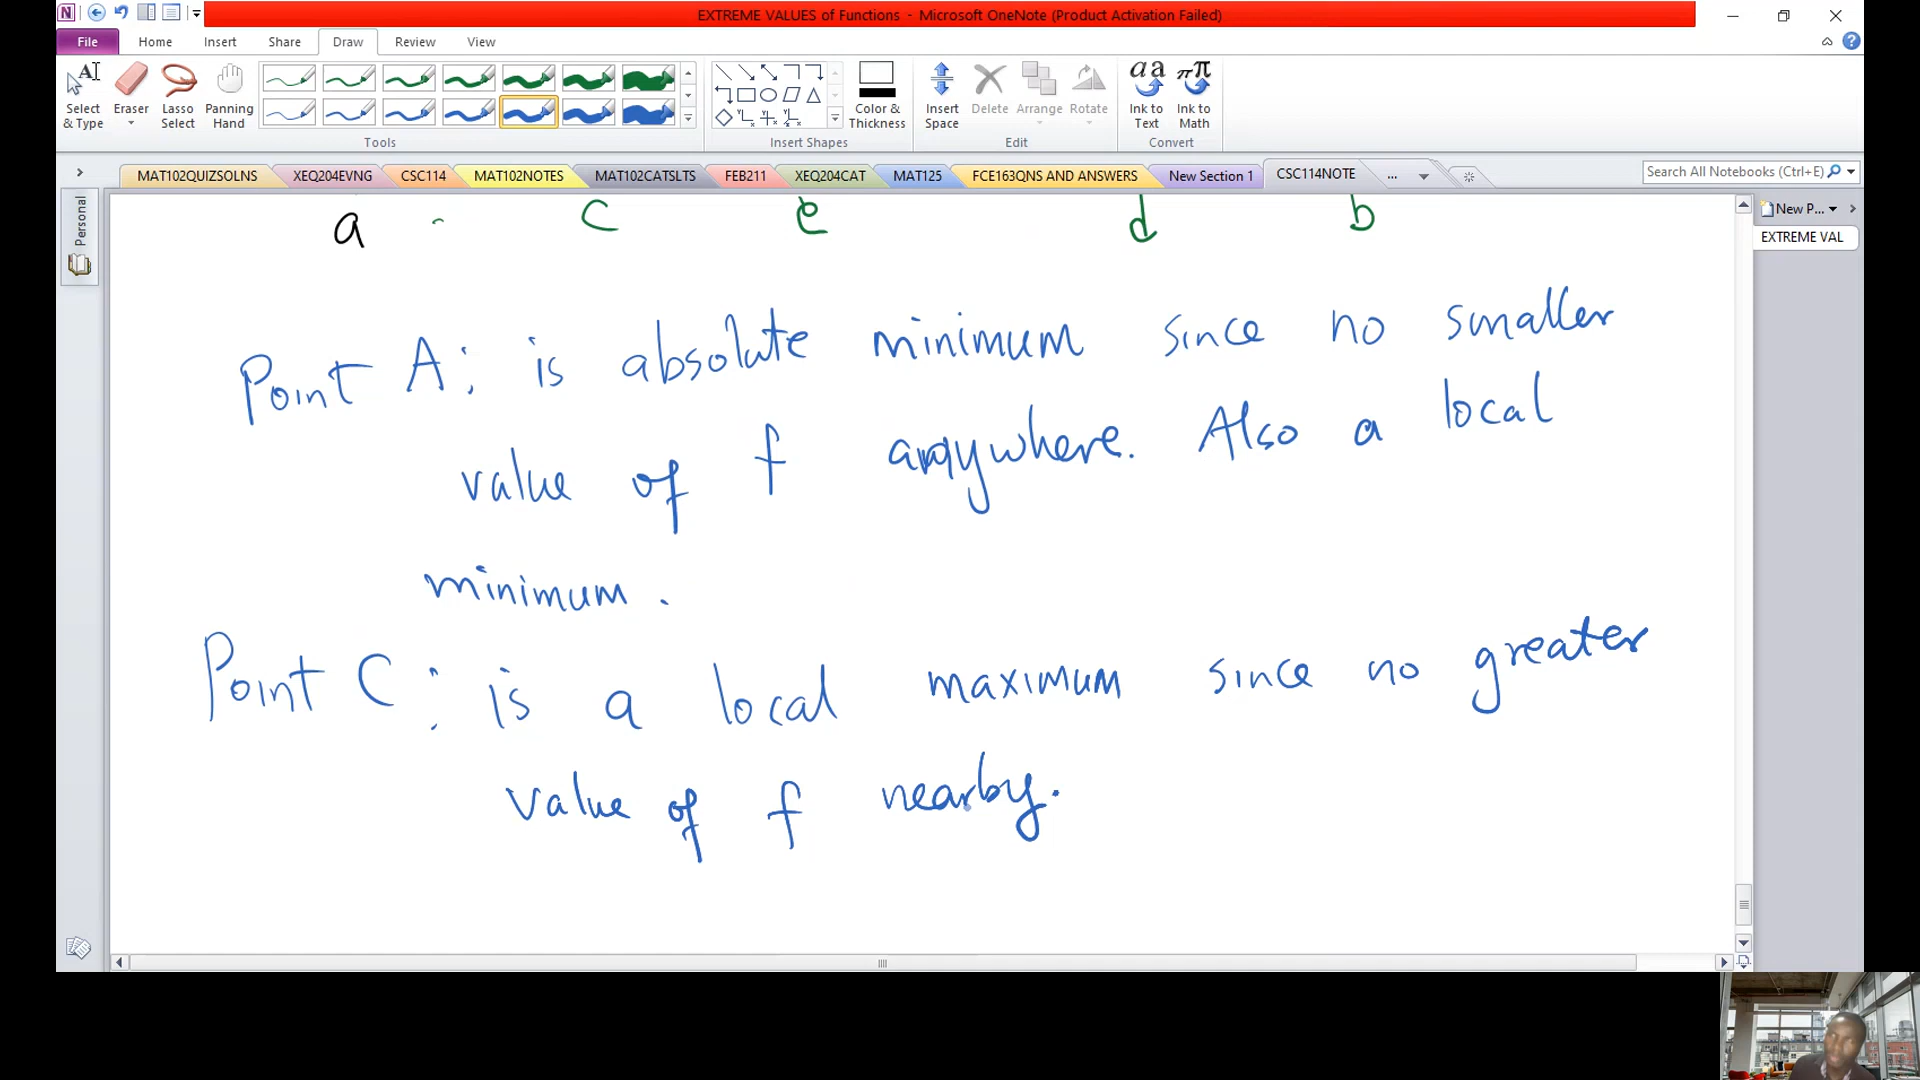 EXTREME VALUES of Functions - Microsoft OneNote (Product Activation Failed)
File Home Insert Share Draw Review View
Select & Type
Eraser
Lasso Select
Panning Hand
Color & Thickness
Insert Space
Delete
Arrange
Rotate
Ink to Text
Ink to Math
Tools Insert Shapes Edit Convert
MAT102QUIZSOLNS XEQ204EVNG CSC114 MAT102NOTES MAT102CATSLTS FEB211 XEQ204CAT MAT125 FCE163QNS AND ANSWERS New Section 1 CSC114NOTE ... Search All Notebooks (Ctrl+E)
Personal
New P...
EXTREME VAL
a c e d b
Point A: is absolute minimum since no smaller
value of f anywhere. Also a local
minimum.
Point C: is a local maximum since no greater
value of f nearby.